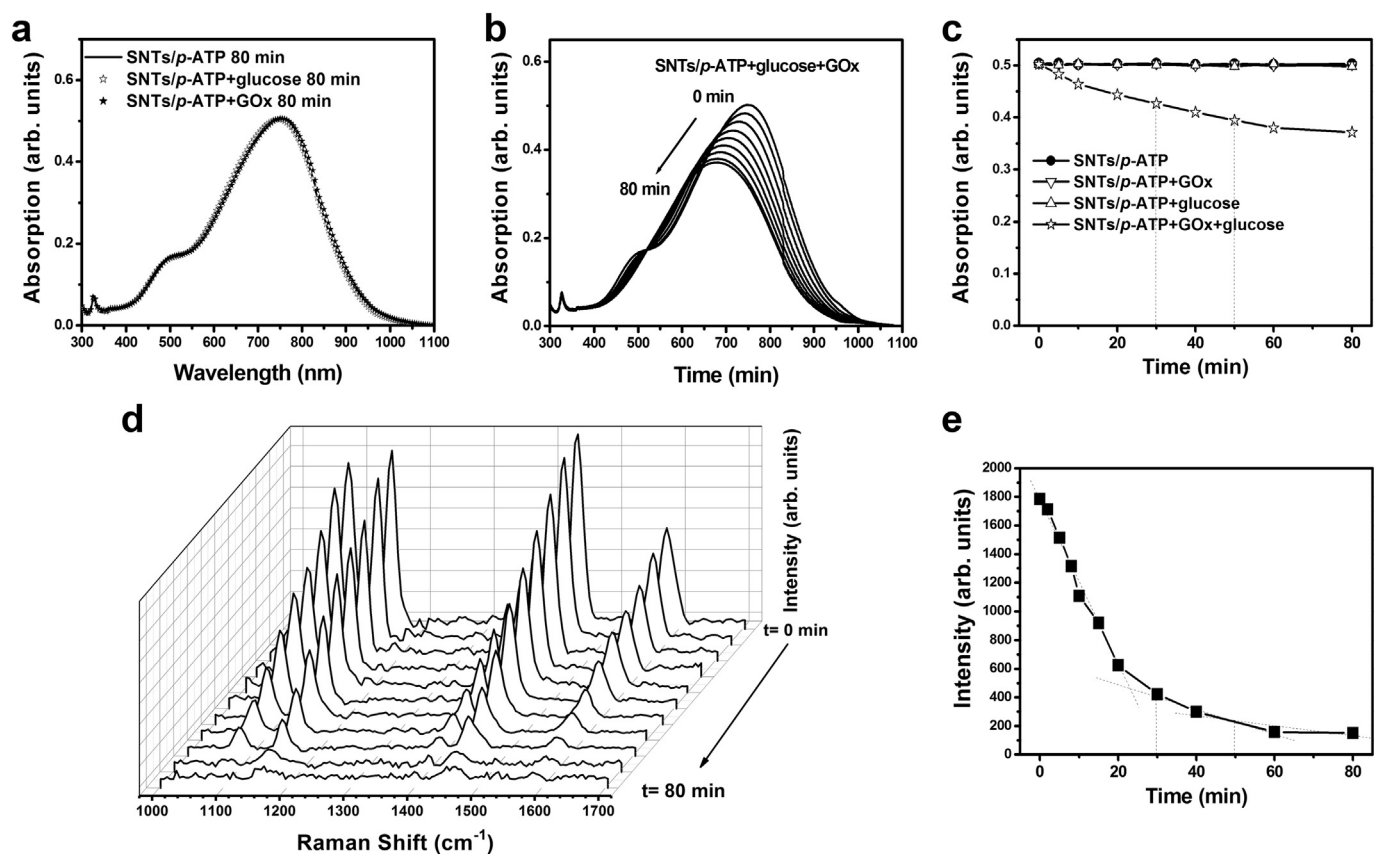 a
SNTs/p-ATP 80 min
SNTs/p-ATP+glucose 80 min
SNTs/p-ATP+GOx 80 min
Absorption (arb. units)
0.6
0.4
0.2
0.0
300 400 500 600 700 800 900 1000 1100
Wavelength (nm)
b
SNTs/p-ATP+glucose+GOx
0 min
80 min
Absorption (arb. units)
0.6
0.4
0.2
0.0
300 400 500 600 700 800 900 1000 1100
Time (min)
c
Absorption (arb. units)
0.5
0.4
0.3
0.2
0.1
0.0
SNTs/p-ATP
SNTs/p-ATP+GOx
SNTs/p-ATP+glucose
SNTs/p-ATP+GOx+glucose
0 20 40 60 80
Time (min)
d
Intensity (arb. units)
t= 0 min
t= 80 min
1000 1100 1200 1300 1400 1500 1600 1700
Raman Shift (cm-1)
e
Intensity (arb. units)
2000
1800
1600
1400
1200
1000
800
600
400
200
0
0 20 40 60 80
Time (min)